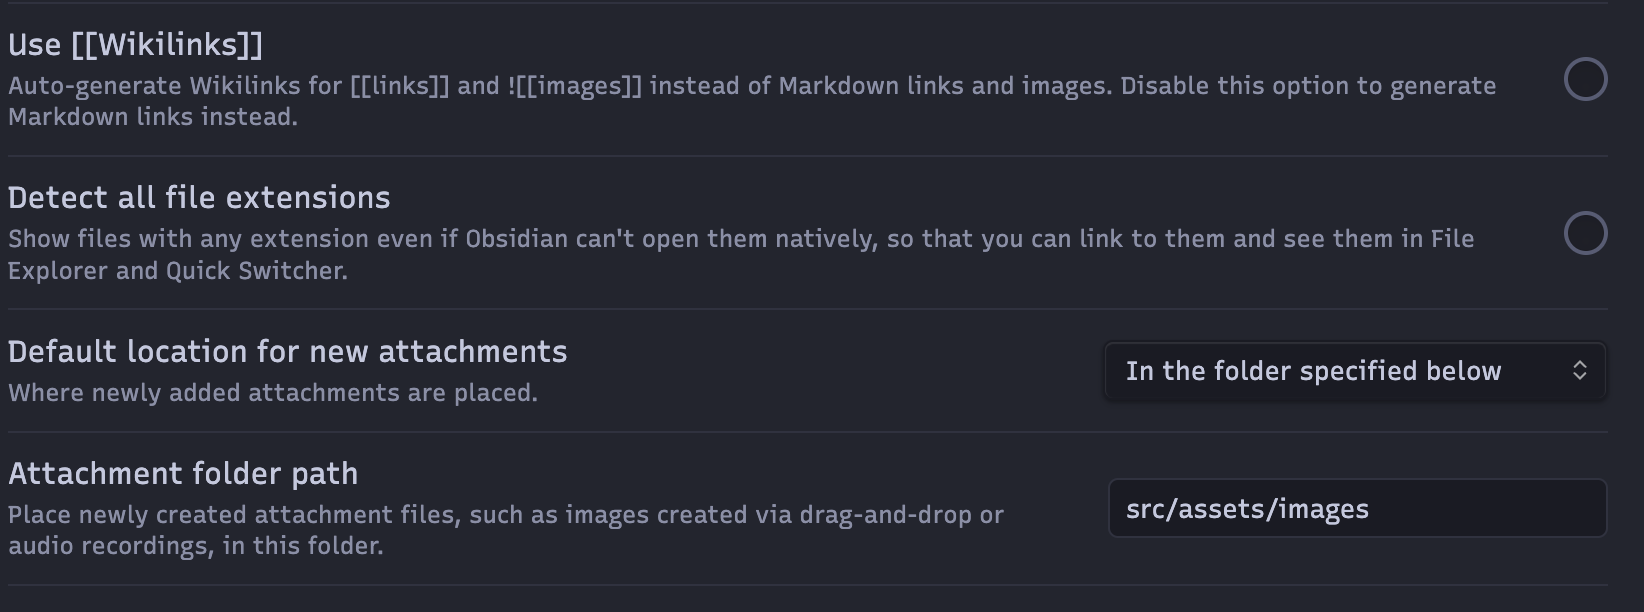 Use [[Wikilinks]]
Auto-generate Wikilinks for [[links]] and ![[images]] instead of Markdown links and images. Disable this option to generate
Markdown links instead.
Detect all file extensions
Show files with any extension even if Obsidian can't open them natively, so that you can link to them and see them in File
Explorer and Quick Switcher.
Default location for new attachments
Where newly added attachments are placed.
In the folder specified below
Attachment folder path
Place newly created attachment files, such as images created via drag-and-drop or
audio recordings, in this folder.
src/assets/images